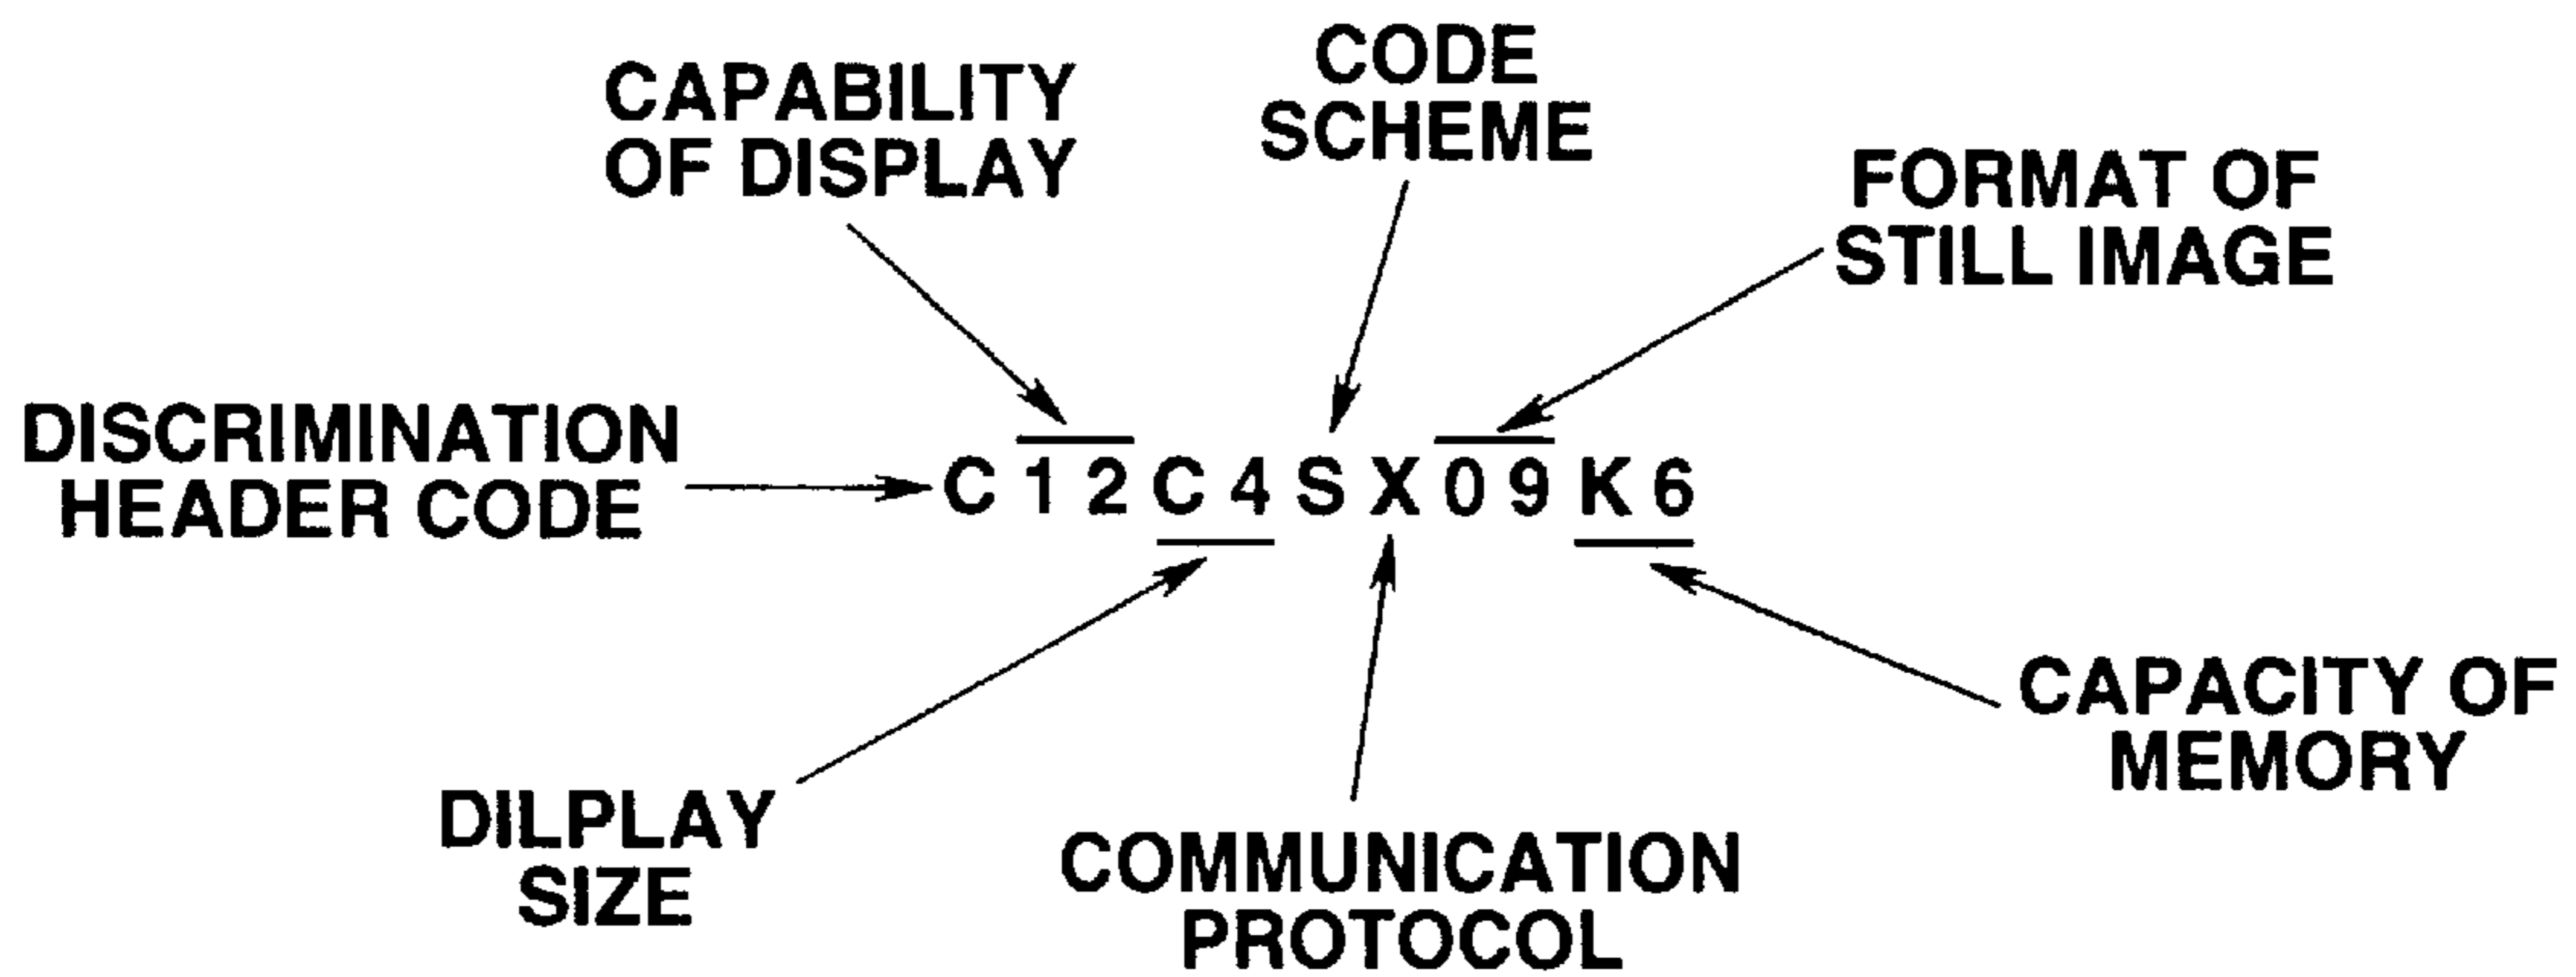 CODE
SCHEME
CAPABILITY
OF DISPLAY
FORMAT OF
STILL IMAGE
DISCRIMINATION
HEADER CODE
C 1 2 C 4 S X 0 9 K 6
CAPACITY OF
MEMORY
DILPLAY
SIZE
COMMUNICATION
PROTOCOL